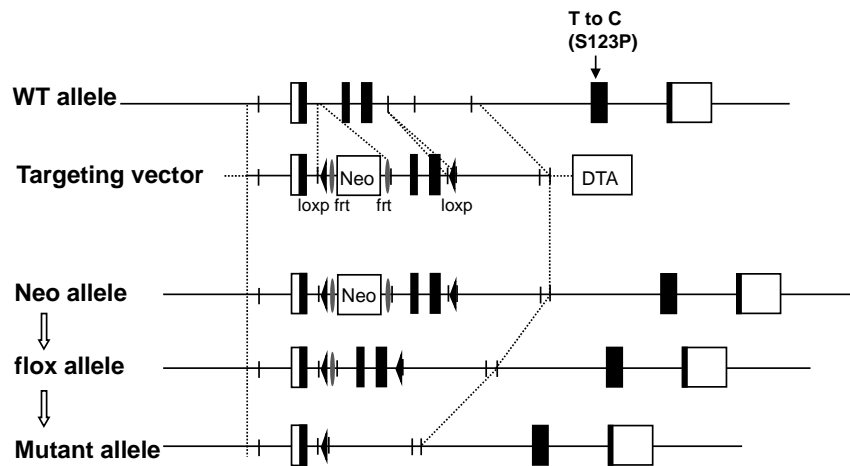 T to C
(S123P)
WT allele
Targeting vector
Neo
DTA
loxp frt frt loxp
Neo allele
Neo
flox allele
Mutant allele